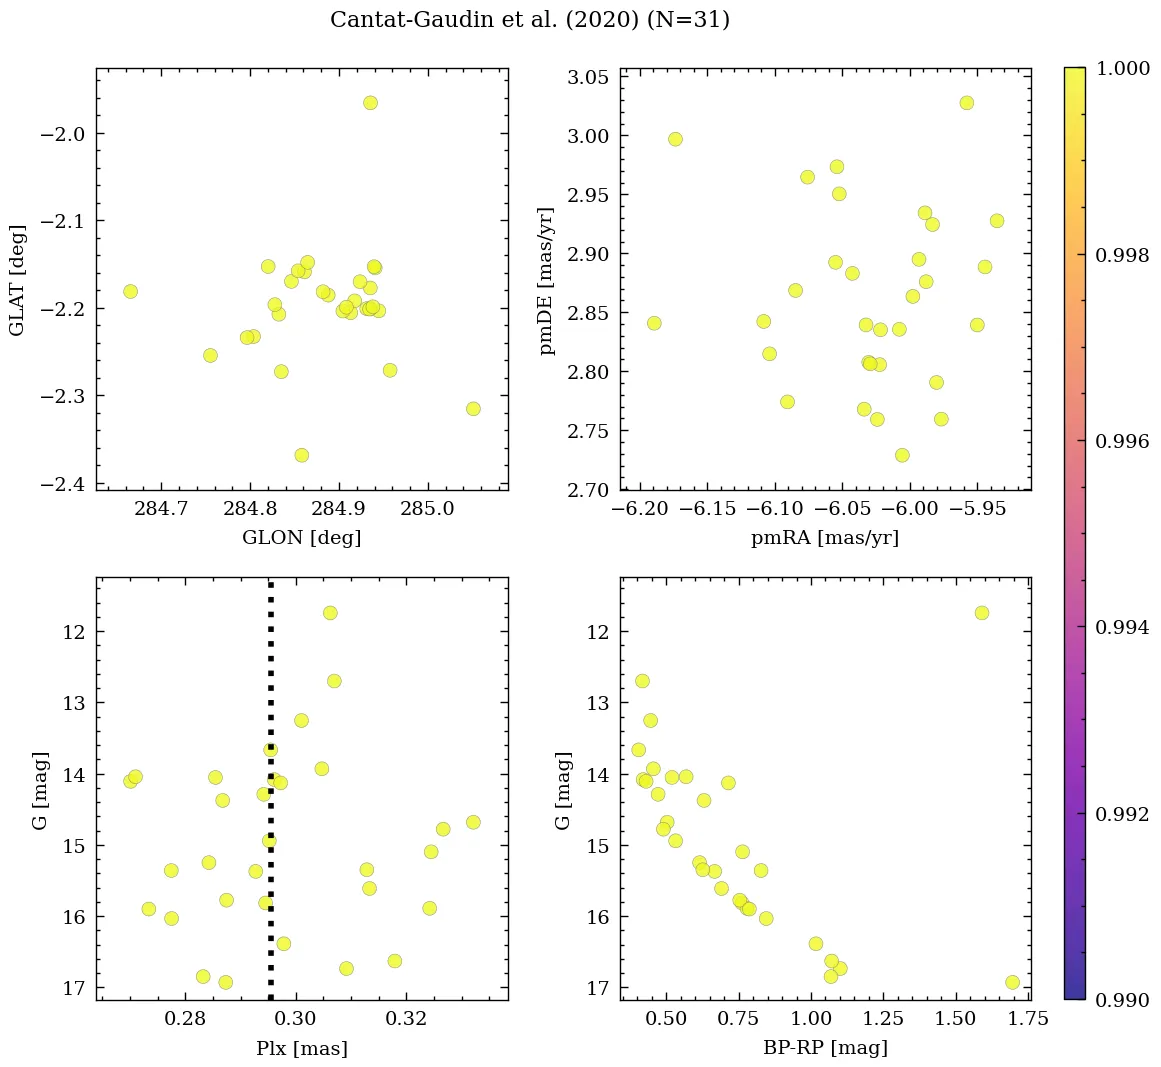 Cantat-Gaudin et al. (2020) (N=31)
−2.0
−2.1
−2.2
−2.3
−2.4
GLAT [deg]
284.7 284.8 284.9 285.0
GLON [deg]
3.05
3.00
2.95
2.90
2.85
2.80
2.75
2.70
pmDE [mas/yr]
−6.20 −6.15 −6.10 −6.05 −6.00 −5.95
pmRA [mas/yr]
12
13
14
15
16
17
G [mag]
0.28 0.30 0.32
Plx [mas]
12
13
14
15
16
17
G [mag]
0.50 0.75 1.00 1.25 1.50 1.75
BP-RP [mag]
1.000
0.998
0.996
0.994
0.992
0.990